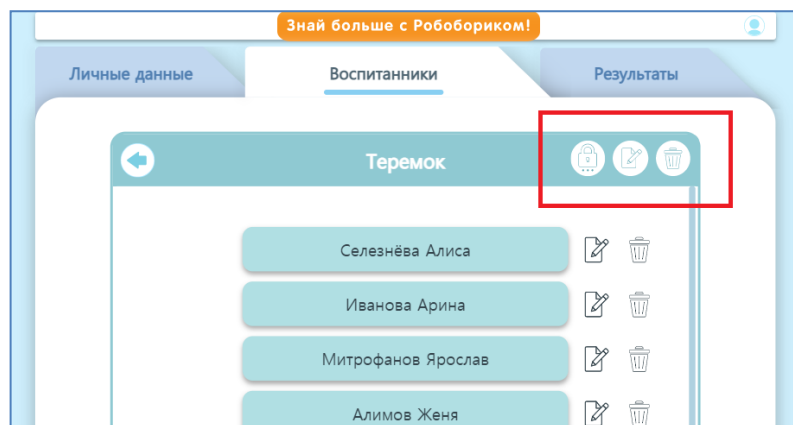 Знай больше с Робобориком!
Личные данные
Воспитанники
Результаты
Теремок
Селезнёва Алиса
Иванова Арина
Митрофанов Ярослав
Алимов Женя